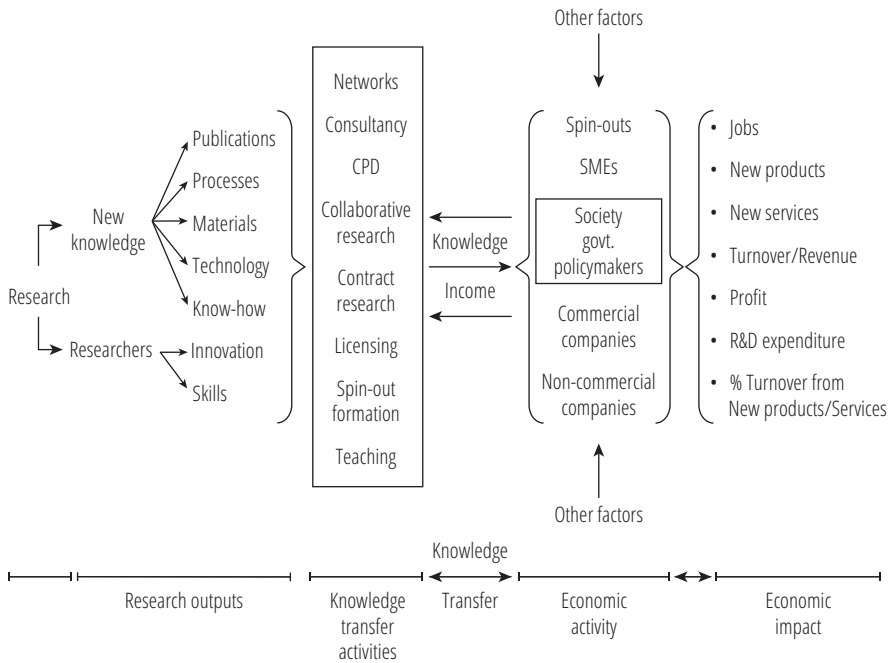 Other factors
Networks
Consultancy
CPD
Collaborative
research
Contract
research
Licensing
Spin-out
formation
Teaching
Publications
Processes
Materials
Technology
Know-how
Innovation
Skills
New
knowledge
Research
Researchers
Knowledge
Income
Spin-outs
SMEs
Society
govt.
policymakers
Commercial
companies
Non-commercial
companies
• Jobs
• New products
• New services
• Turnover/Revenue
• Profit
• R&D expenditure
• % Turnover from
New products/Services
Other factors
Knowledge
Research outputs
Knowledge
transfer
activities
Transfer
Economic
activity
Economic
impact